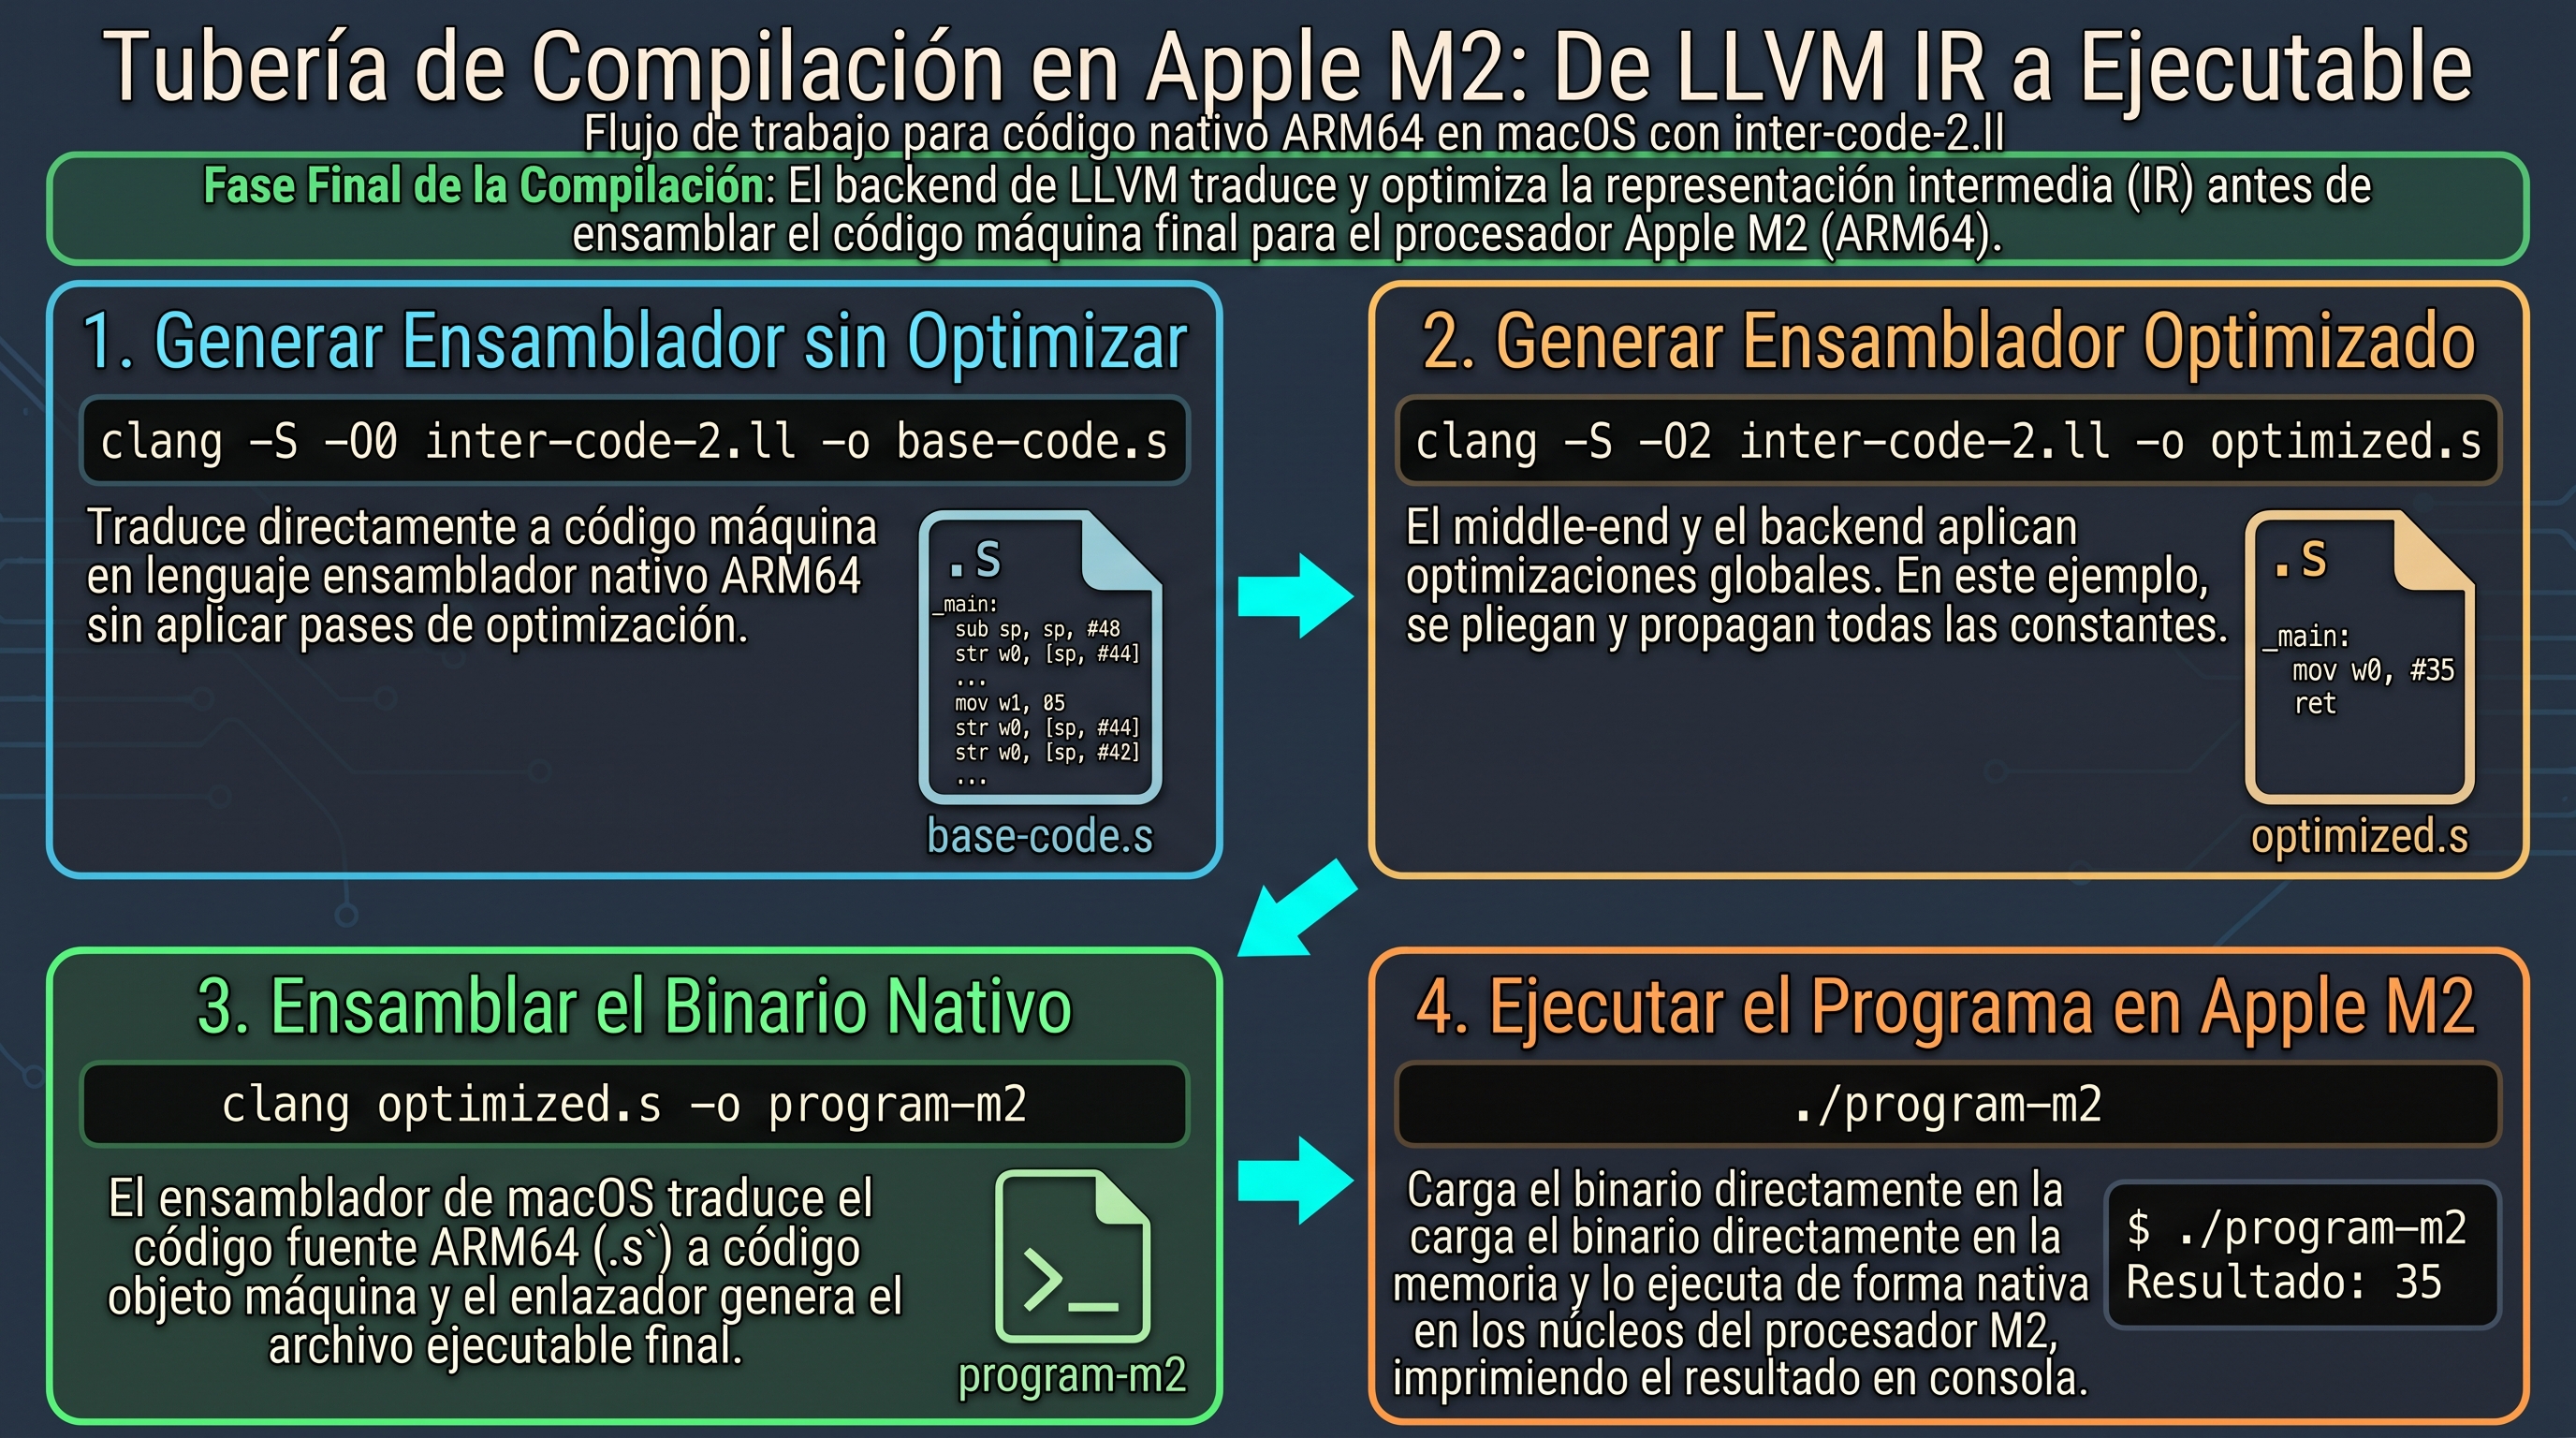 Tubería de Compilación en Apple M2: De LLVM IR a Ejecutable
Flujo de trabajo para código nativo ARM64 en macOS con inter-code-2.ll
Fase Final de la Compilación: El backend de LLVM traduce y optimiza la representación intermedia (IR) antes de
ensamblar el código máquina final para el procesador Apple M2 (ARM64).
1. Generar Ensamblador sin Optimizar
clang -S -O0 inter-code-2.ll -o base-code.s
Traduce directamente a código máquina
en lenguaje ensamblador nativo ARM64
sin aplicar pases de optimización.
.s
_main:
sub sp, sp, #48
str w0, [sp, #44]
...
mov w1, 05
str w0, [sp, #44]
str w0, [sp, #42]
...
base-code.s
2. Generar Ensamblador Optimizado
clang -S -O2 inter-code-2.ll -o optimized.s
El middle-end y el backend aplican
optimizaciones globales. En este ejemplo,
se pliegan y propagan todas las constantes.
.s
_main:
mov w0, #35
ret
optimized.s
3. Ensamblar el Binario Nativo
clang optimized.s -o program-m2
El ensamblador de macOS traduce el
código fuente ARM64 (.s`) a código
objeto máquina y el enlazador genera el
archivo ejecutable final.
>_
program-m2
4. Ejecutar el Programa en Apple M2
./program-m2
Carga el binario directamente en la
carga el binario directamente en la
memoria y lo ejecuta de forma nativa
en los núcleos del procesador M2,
imprimiendo el resultado en consola.
$ ./program-m2
Resultado: 35